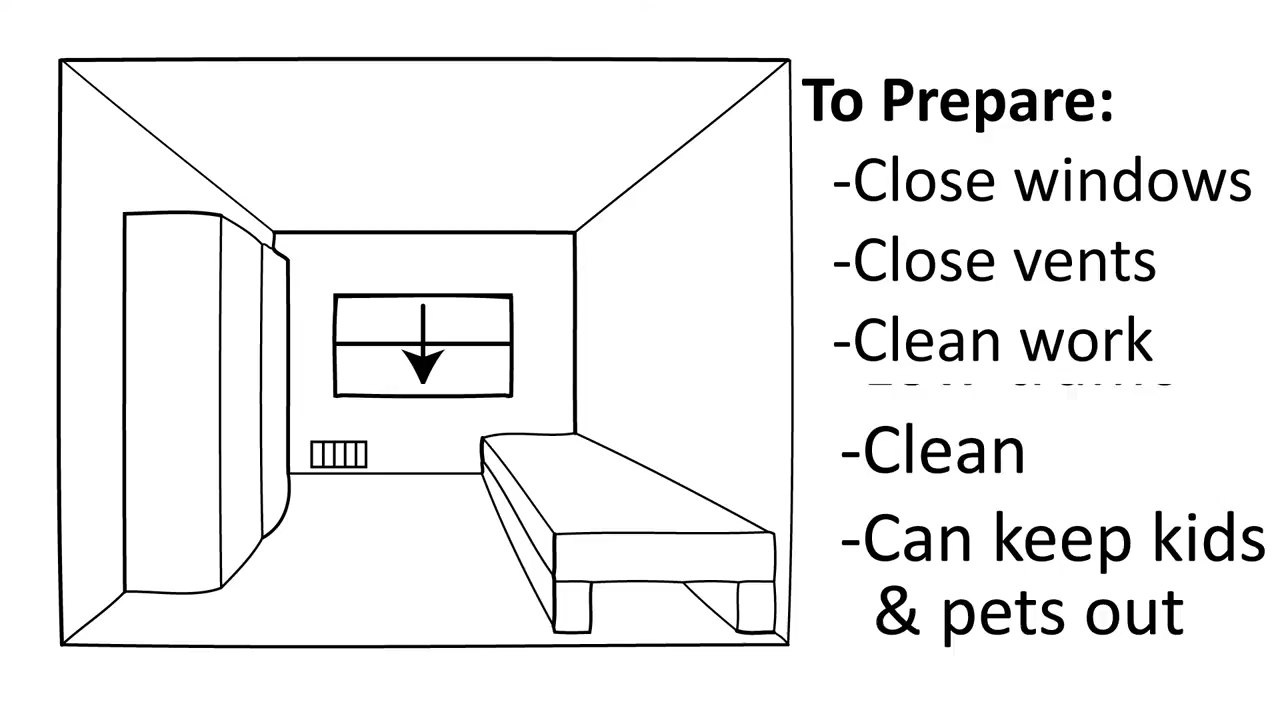 To Prepare:
-Close windows
-Close vents
-Clean work
-Clean
-Can keep kids
& pets out